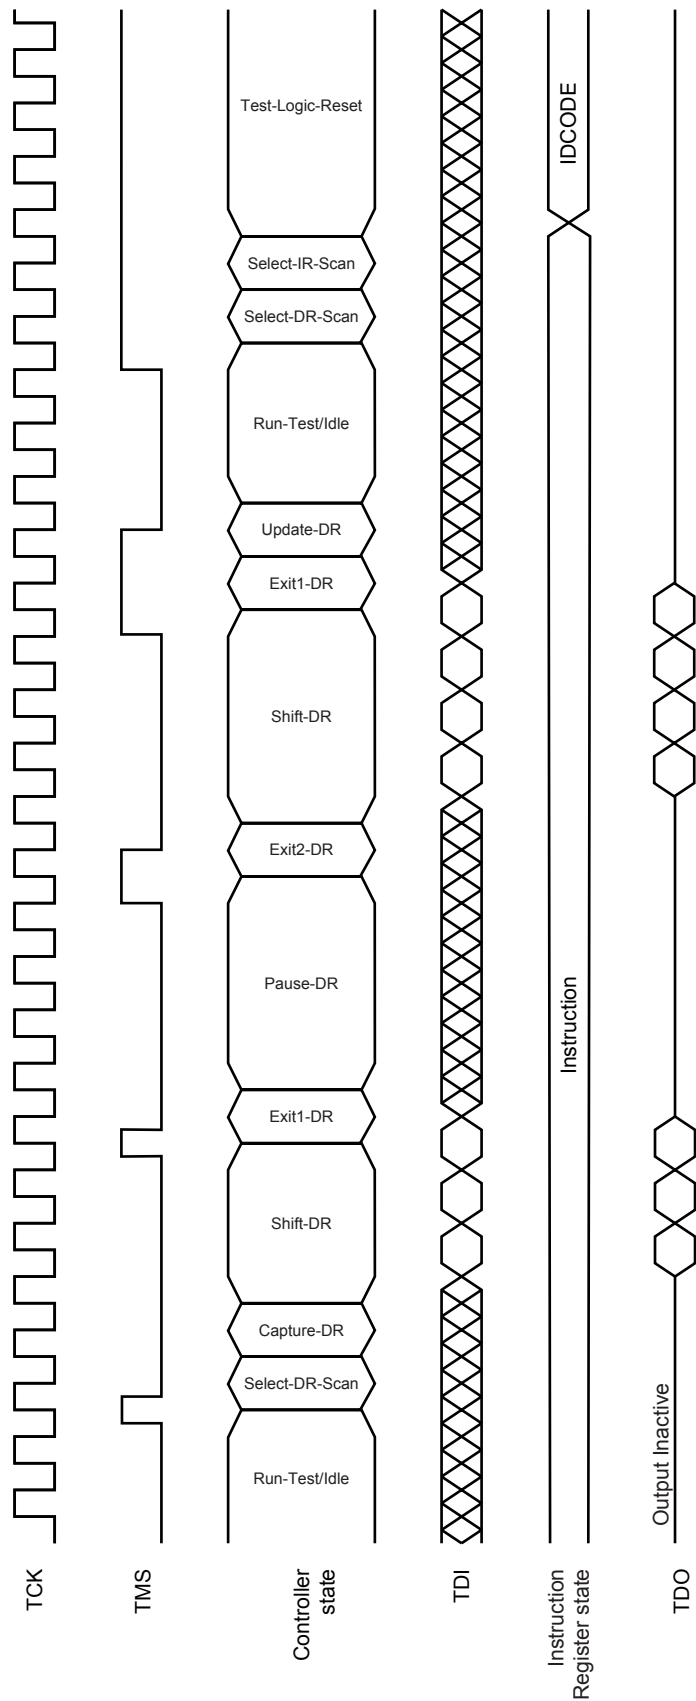 TCK
TMS
Controller
state
Run-Test/Idle
Select-DR-Scan
Capture-DR
Shift-DR
Exit1-DR
Pause-DR
Exit2-DR
Shift-DR
Exit1-DR
Update-DR
Run-Test/Idle
Select-DR-Scan
Select-IR-Scan
Test-Logic-Reset
TDI
Instruction
Register state
Instruction
IDCODE
TDO
Output Inactive